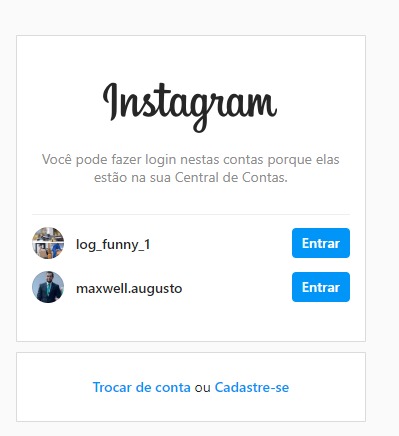 Instagram
Você pode fazer login nestas contas porque elas
estão na sua Central de Contas.
log_funny_1
Entrar
maxwell.augusto
Entrar
Trocar de conta ou Cadastre-se